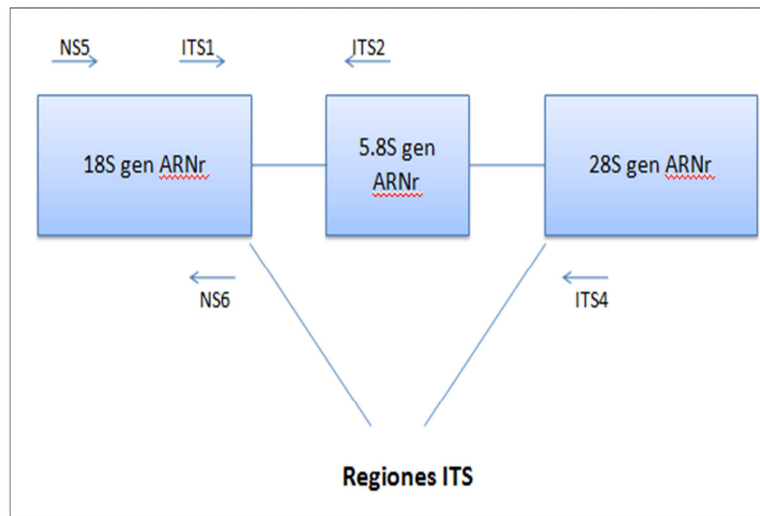 NS5
ITS1
ITS2
18S gen ARNr
5.8S gen
ARNr
28S gen ARNr
NS6
ITS4
Regiones ITS